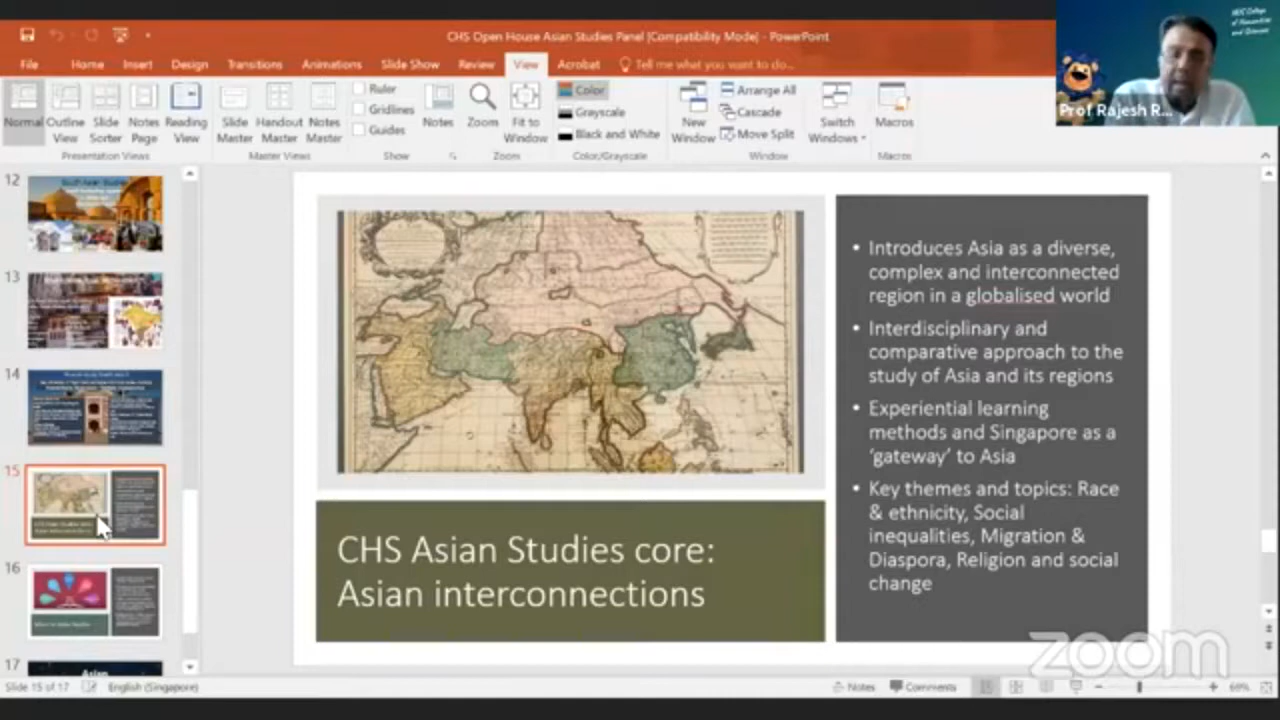 CHS Open House Asian Studies Panel [Compatibility Mode] - PowerPoint
File Home Insert Design Transitions Animations Slide Show Review View Acrobat Tell me what you want to do...
Normal
Outline View
Slide Sorter
Notes Page
Reading View
Presentation Views
Slide Master
Handout Master
Notes Master
Master Views
Ruler
Gridlines
Guides
Show
Notes
Zoom
Fit to Window
Zoom
Color
Grayscale
Black and White
Color/Grayscale
New Window
Arrange All
Cascade
Move Split
Window
Switch Windows
Macros
Macros
Prof Rajesh R...
12
South Asian Studies
13
14
15
16
17
Asian
CHS Asian Studies core:
Asian interconnections
• Introduces Asia as a diverse,
complex and interconnected
region in a globalised world
• Interdisciplinary and
comparative approach to the
study of Asia and its regions
• Experiential learning
methods and Singapore as a
‘gateway’ to Asia
• Key themes and topics: Race
& ethnicity, Social
inequalities, Migration &
Diaspora, Religion and social
change
zoom
Slide 15 of 17 English (Singapore) Notes Comments 68%